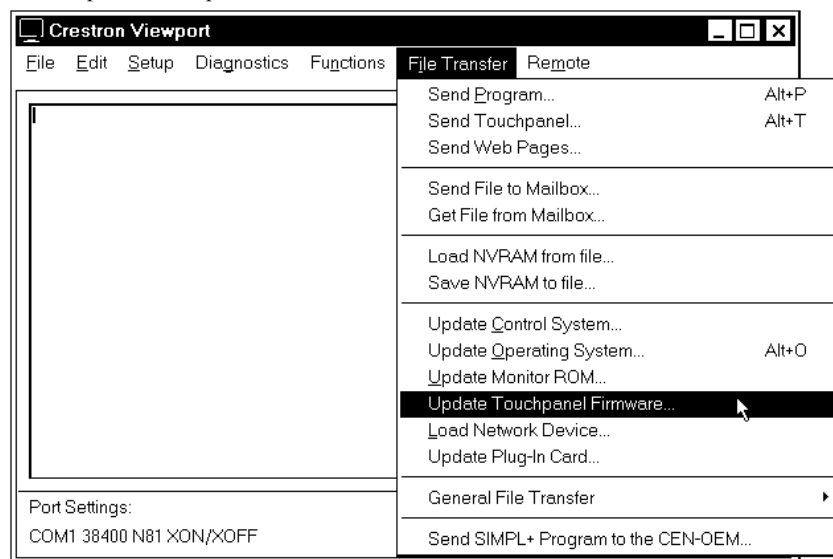 Crestron Viewport
File Edit Setup Diagnostics Functions File Transfer Remote
Send Program... Alt+P
Send Touchpanel... Alt+T
Send Web Pages...
Send File to Mailbox...
Get File from Mailbox...
Load NVRAM from file...
Save NVRAM to file...
Update Control System...
Update Operating System... Alt+O
Update Monitor ROM...
Update Touchpanel Firmware...
Load Network Device...
Update Plug-In Card...
General File Transfer
Send SIMPL+ Program to the CEN-OEM...
Port Settings:
COM1 38400 N81 XON/XOFF